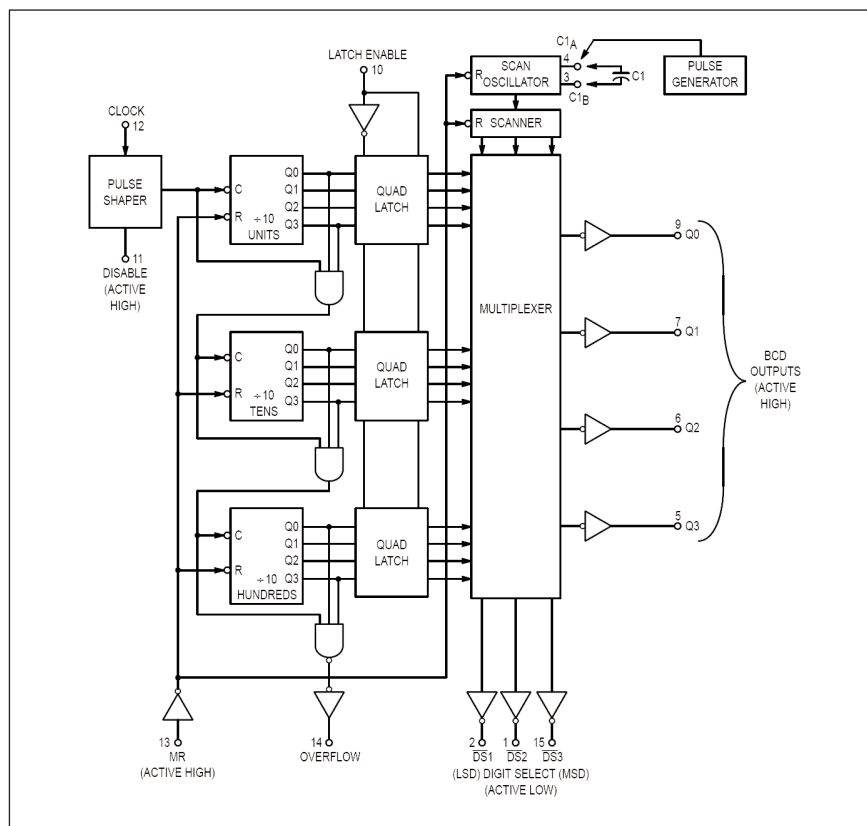 LATCH ENABLE
10
C1A
4
3
C1B
C1
SCAN
OSCILLATOR
R
PULSE
GENERATOR
R SCANNER
CLOCK
12
PULSE
SHAPER
11
DISABLE
(ACTIVE
HIGH)
C
R
÷10
UNITS
Q0
Q1
Q2
Q3
QUAD
LATCH
MULTIPLEXER
C
R
÷10
TENS
Q0
Q1
Q2
Q3
QUAD
LATCH
C
R
÷10
HUNDREDS
Q0
Q1
Q2
Q3
QUAD
LATCH
9
Q0
7
Q1
6
Q2
5
Q3
BCD
OUTPUTS
(ACTIVE
HIGH)
13
MR
(ACTIVE HIGH)
14
OVERFLOW
2
1
15
DS1
DS2
DS3
(LSD) DIGIT SELECT (MSD)
(ACTIVE LOW)